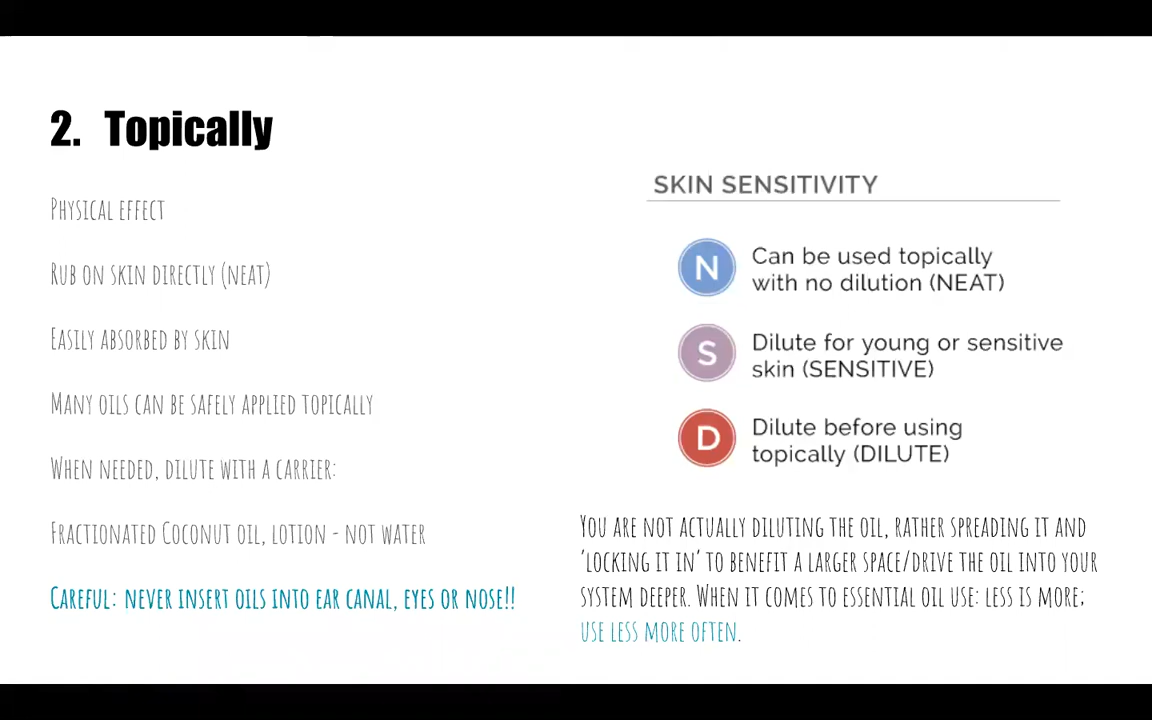 2. Topically
Physical effect
Rub on skin directly (neat)
Easily absorbed by skin
Many oils can be safely applied topically
When needed, dilute with a carrier:
Fractionated Coconut oil, lotion - not water
Careful: never insert oils into ear canal, eyes or nose!!
SKIN SENSITIVITY
N
Can be used topically
with no dilution (NEAT)
S
Dilute for young or sensitive
skin (SENSITIVE)
D
Dilute before using
topically (DILUTE)
You are not actually diluting the oil, rather spreading it and
'locking it in' to benefit a larger space/drive the oil into your
system deeper. When it comes to essential oil use: less is more;
use less more often.